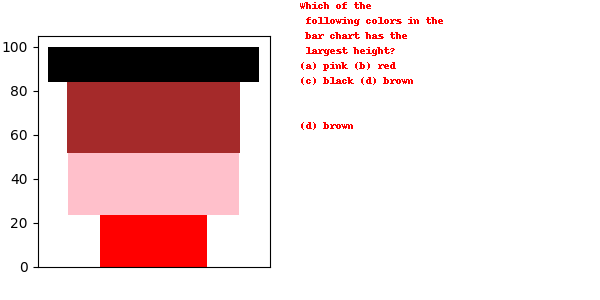 Which of the
following colors in the
bar chart has the
largest height?
(a) pink (b) red
(c) black (d) brown
(d) brown
100
80
60
40
20
0